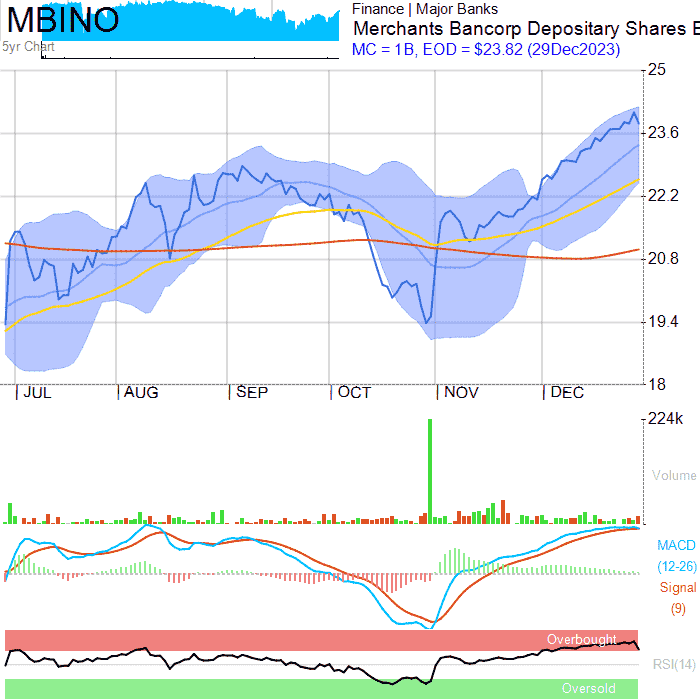 MBINO
5yr Chart
Finance | Major Banks
Merchants Bancorp Depositary Shares
MC = 1B, EOD = $23.82 (29Dec2023)
25
23.6
22.2
20.8
19.4
18
JUL AUG SEP OCT NOV DEC
224k
Volume
MACD
(12-26)
Signal
(9)
Overbought
RSI(14)
Oversold